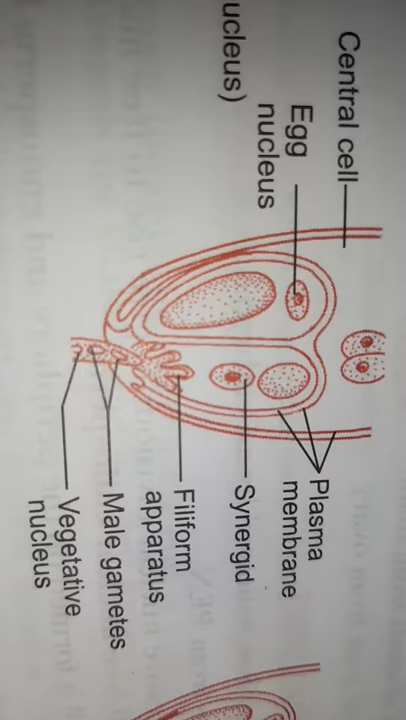 Central cell
Egg
nucleus
ucleus)
Plasma
membrane
Synergid
Filiform
apparatus
Male gametes
Vegetative
nucleus